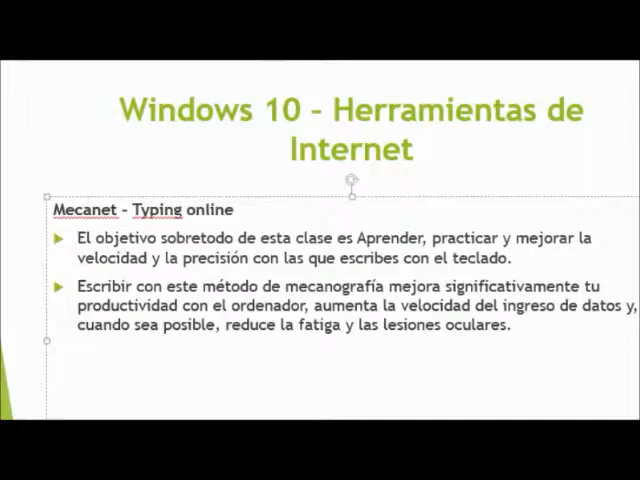 Windows 10 – Herramientas de
Internet
Mecanet – Typing online
El objetivo sobretodo de esta clase es Aprender, practicar y mejorar la
velocidad y la precisión con las que escribes con el teclado.
Escribir con este método de mecanografía mejora significativamente tu
productividad con el ordenador, aumenta la velocidad del ingreso de datos y,
cuando sea posible, reduce la fatiga y las lesiones oculares.